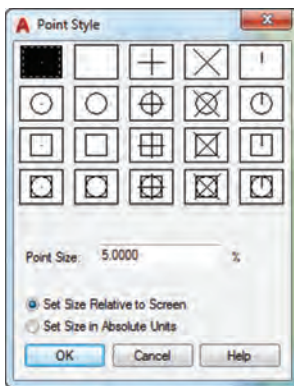 Point Style
Point Size: 5.0000 %
Set Size Relative to Screen
Set Size in Absolute Units
OK Cancel Help